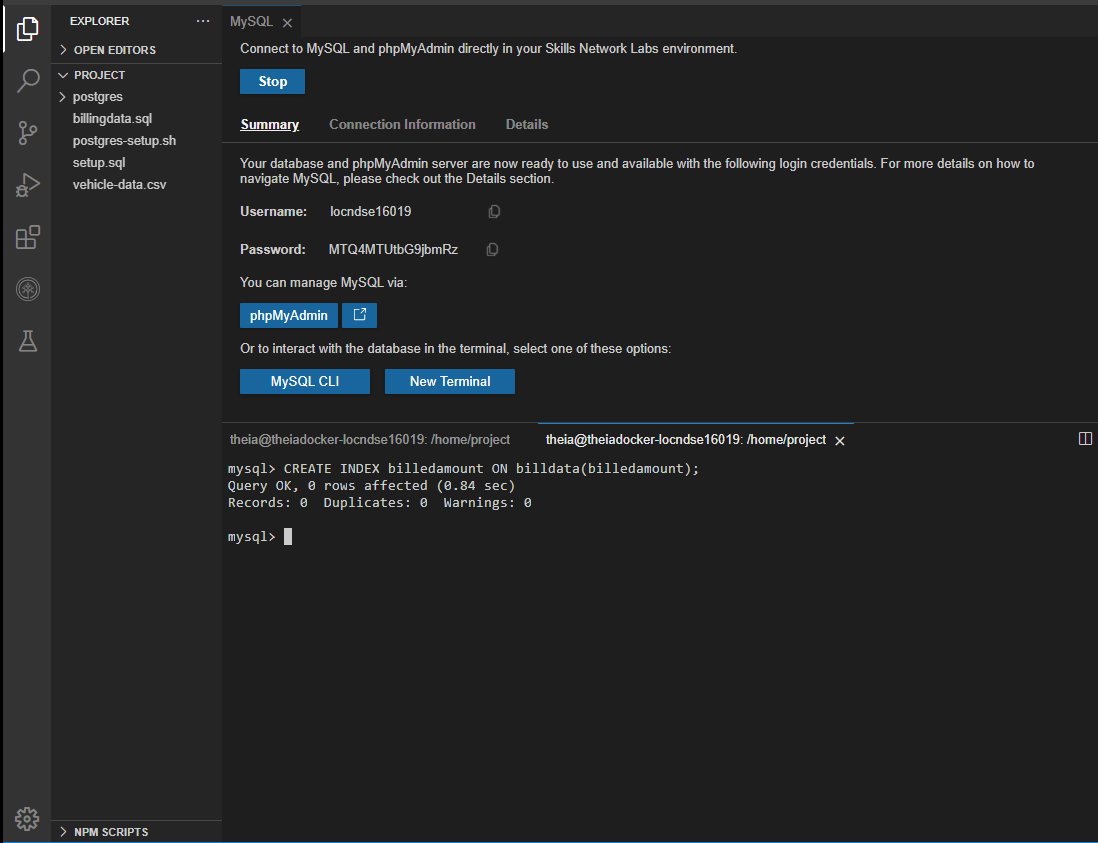 EXPLORER
OPEN EDITORS
PROJECT
postgres
billingdata.sql
postgres-setup.sh
setup.sql
vehicle-data.csv
NPM SCRIPTS
MySQL
Connect to MySQL and phpMyAdmin directly in your Skills Network Labs environment.
Stop
Summary Connection Information Details
Your database and phpMyAdmin server are now ready to use and available with the following login credentials. For more details on how to
navigate MySQL, please check out the Details section.
Username: locndse16019
Password: MTQ4MTUtbG9jbmRz
You can manage MySQL via:
phpMyAdmin
Or to interact with the database in the terminal, select one of these options:
MySQL CLI New Terminal
theia@theiadocker-locndse16019: /home/project theia@theiadocker-locndse16019: /home/project
mysql> CREATE INDEX billedamount ON billdata(billedamount);
Query OK, 0 rows affected (0.84 sec)
Records: 0  Duplicates: 0  Warnings: 0
mysql>